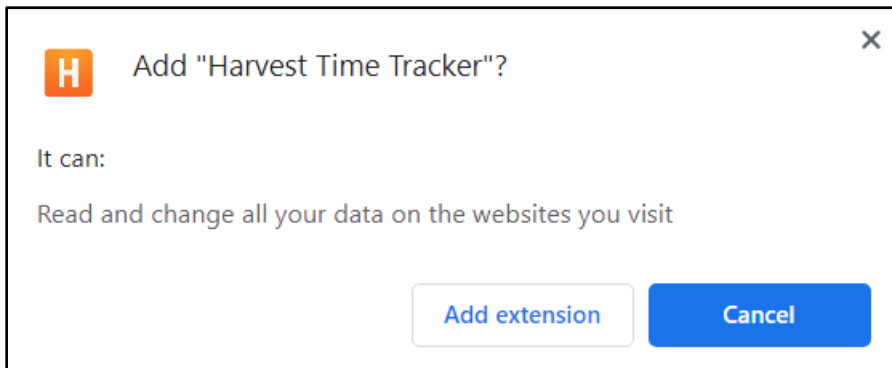 H
Add "Harvest Time Tracker"?
It can:
Read and change all your data on the websites you visit
Add extension
Cancel